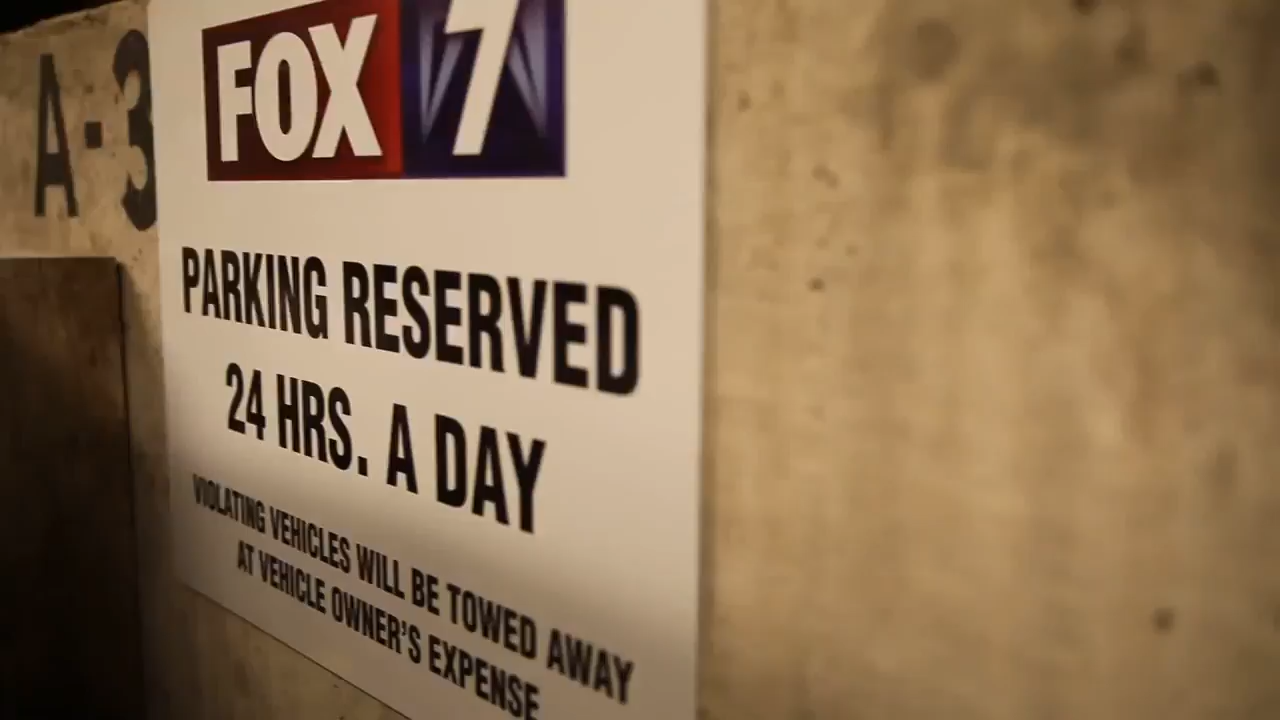 A-3
FOX 7
PARKING RESERVED
24 HRS. A DAY
VIOLATING VEHICLES WILL BE TOWED AWAY
AT VEHICLE OWNER'S EXPENSE